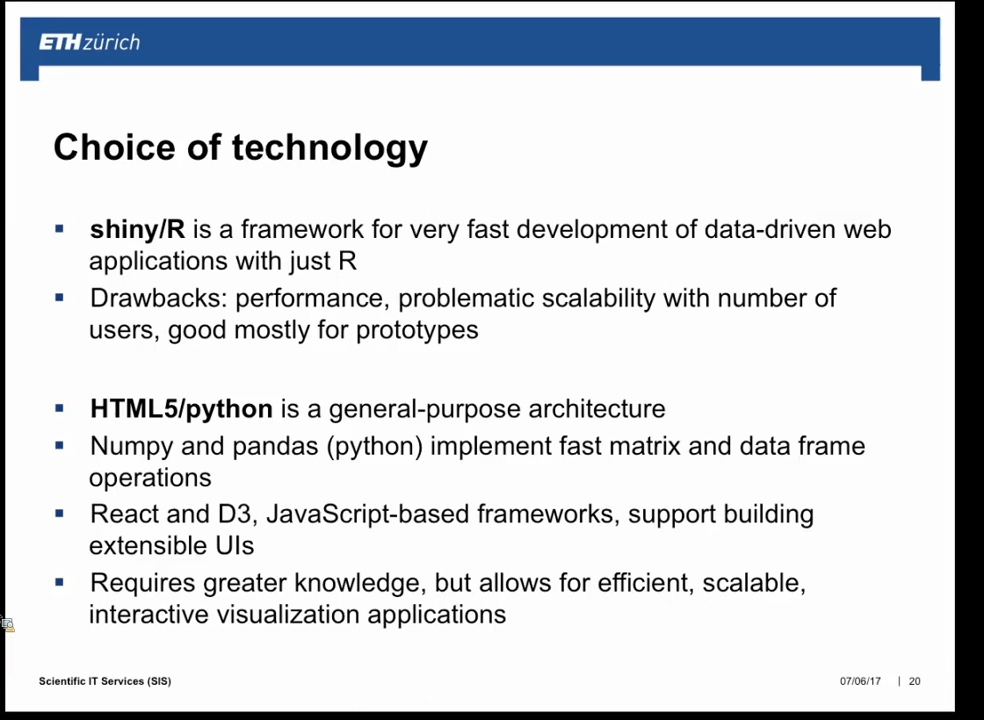 ETH zürich
Choice of technology
▪ shiny/R is a framework for very fast development of data-driven web
applications with just R
▪ Drawbacks: performance, problematic scalability with number of
users, good mostly for prototypes
▪ HTML5/python is a general-purpose architecture
▪ Numpy and pandas (python) implement fast matrix and data frame
operations
▪ React and D3, JavaScript-based frameworks, support building
extensible UIs
▪ Requires greater knowledge, but allows for efficient, scalable,
interactive visualization applications
Scientific IT Services (SIS) 07/06/17 | 20